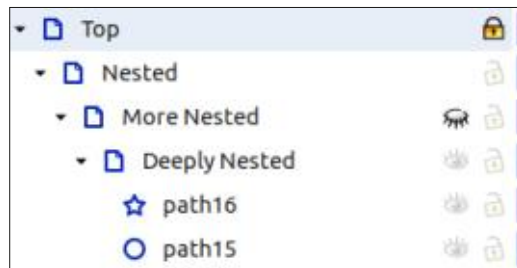 Top
Nested
More Nested
Deeply Nested
path16
path15